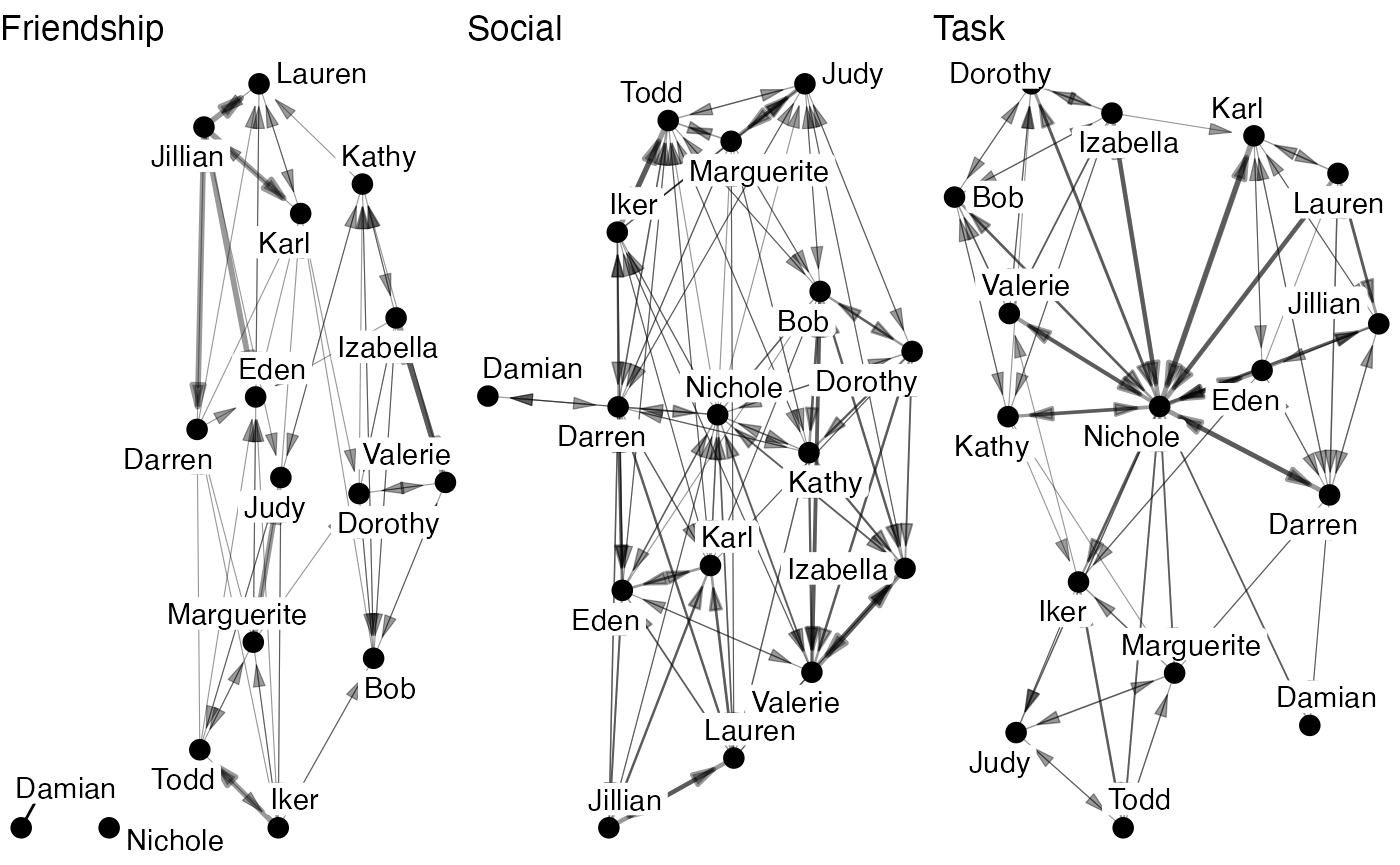 Friendship
Lauren
Jillian
Kathy
Karl
Izabella
Eden
Darren
Valerie
Judy
Dorothy
Marguerite
Bob
Todd
Iker
Damian
Nichole
Social
Judy
Todd
Marguerite
Iker
Bob
Damian
Nichole
Dorothy
Darren
Kathy
Karl
Izabella
Eden
Valerie
Lauren
Jillian
Task
Dorothy
Karl
Izabella
Bob
Lauren
Valerie
Jillian
Eden
Kathy
Nichole
Darren
Iker
Marguerite
Damian
Judy
Todd